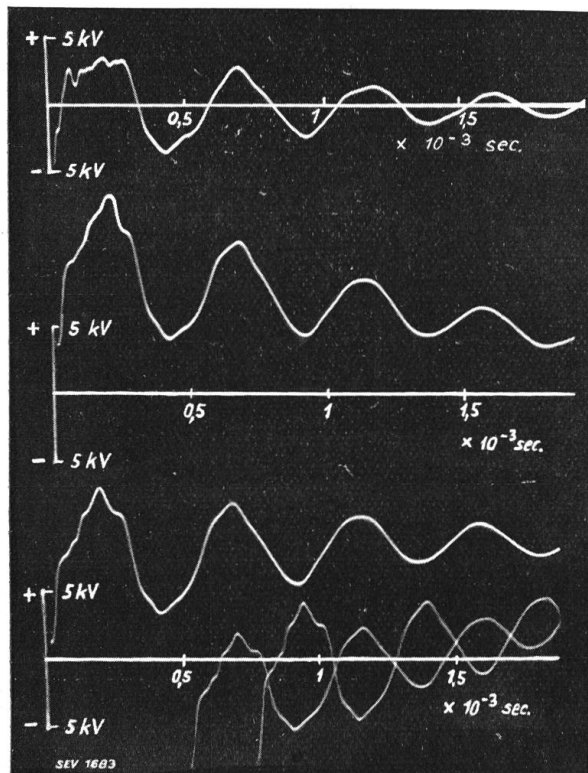 + 5 kV
0,5 1 1,5
× 10⁻³ sec.
- 5 kV
+ 5 kV
0,5 1 1,5
- 5 kV × 10⁻³ sec.
+ 5 kV
0,5 1 1,5
- 5 kV × 10⁻³ sec.
SEV 1683